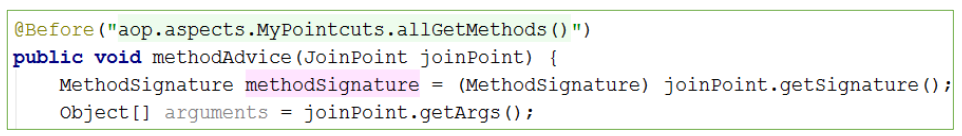 @Before("aop.aspects.MyPointcuts.allGetMethods()")
public void methodAdvice(JoinPoint joinPoint) {
MethodSignature methodSignature = (MethodSignature) joinPoint.getSignature();
Object[] arguments = joinPoint.getArgs();